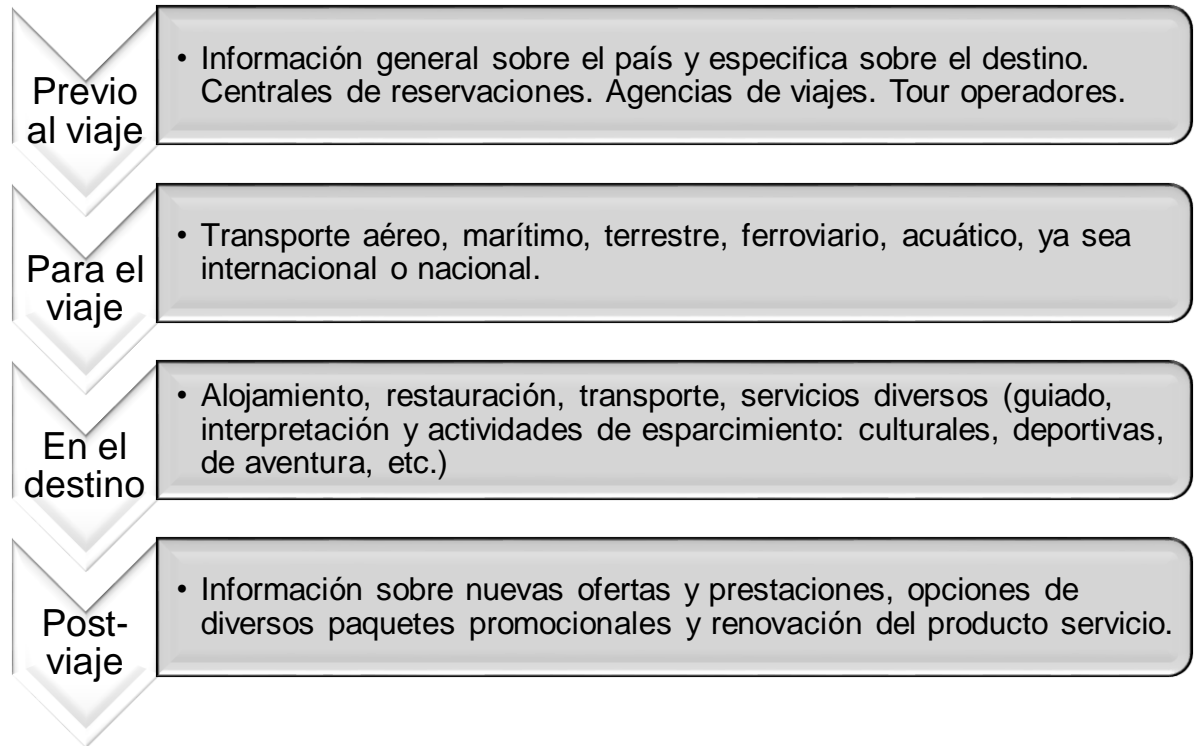 Previo
al viaje
• Información general sobre el país y especifica sobre el destino.
Centrales de reservaciones. Agencias de viajes. Tour operadores.
Para el
viaje
• Transporte aéreo, marítimo, terrestre, ferroviario, acuático, ya sea
internacional o nacional.
En el
destino
• Alojamiento, restauración, transporte, servicios diversos (guiado,
interpretación y actividades de esparcimiento: culturales, deportivas,
de aventura, etc.)
Post-
viaje
• Información sobre nuevas ofertas y prestaciones, opciones de
diversos paquetes promocionales y renovación del producto servicio.